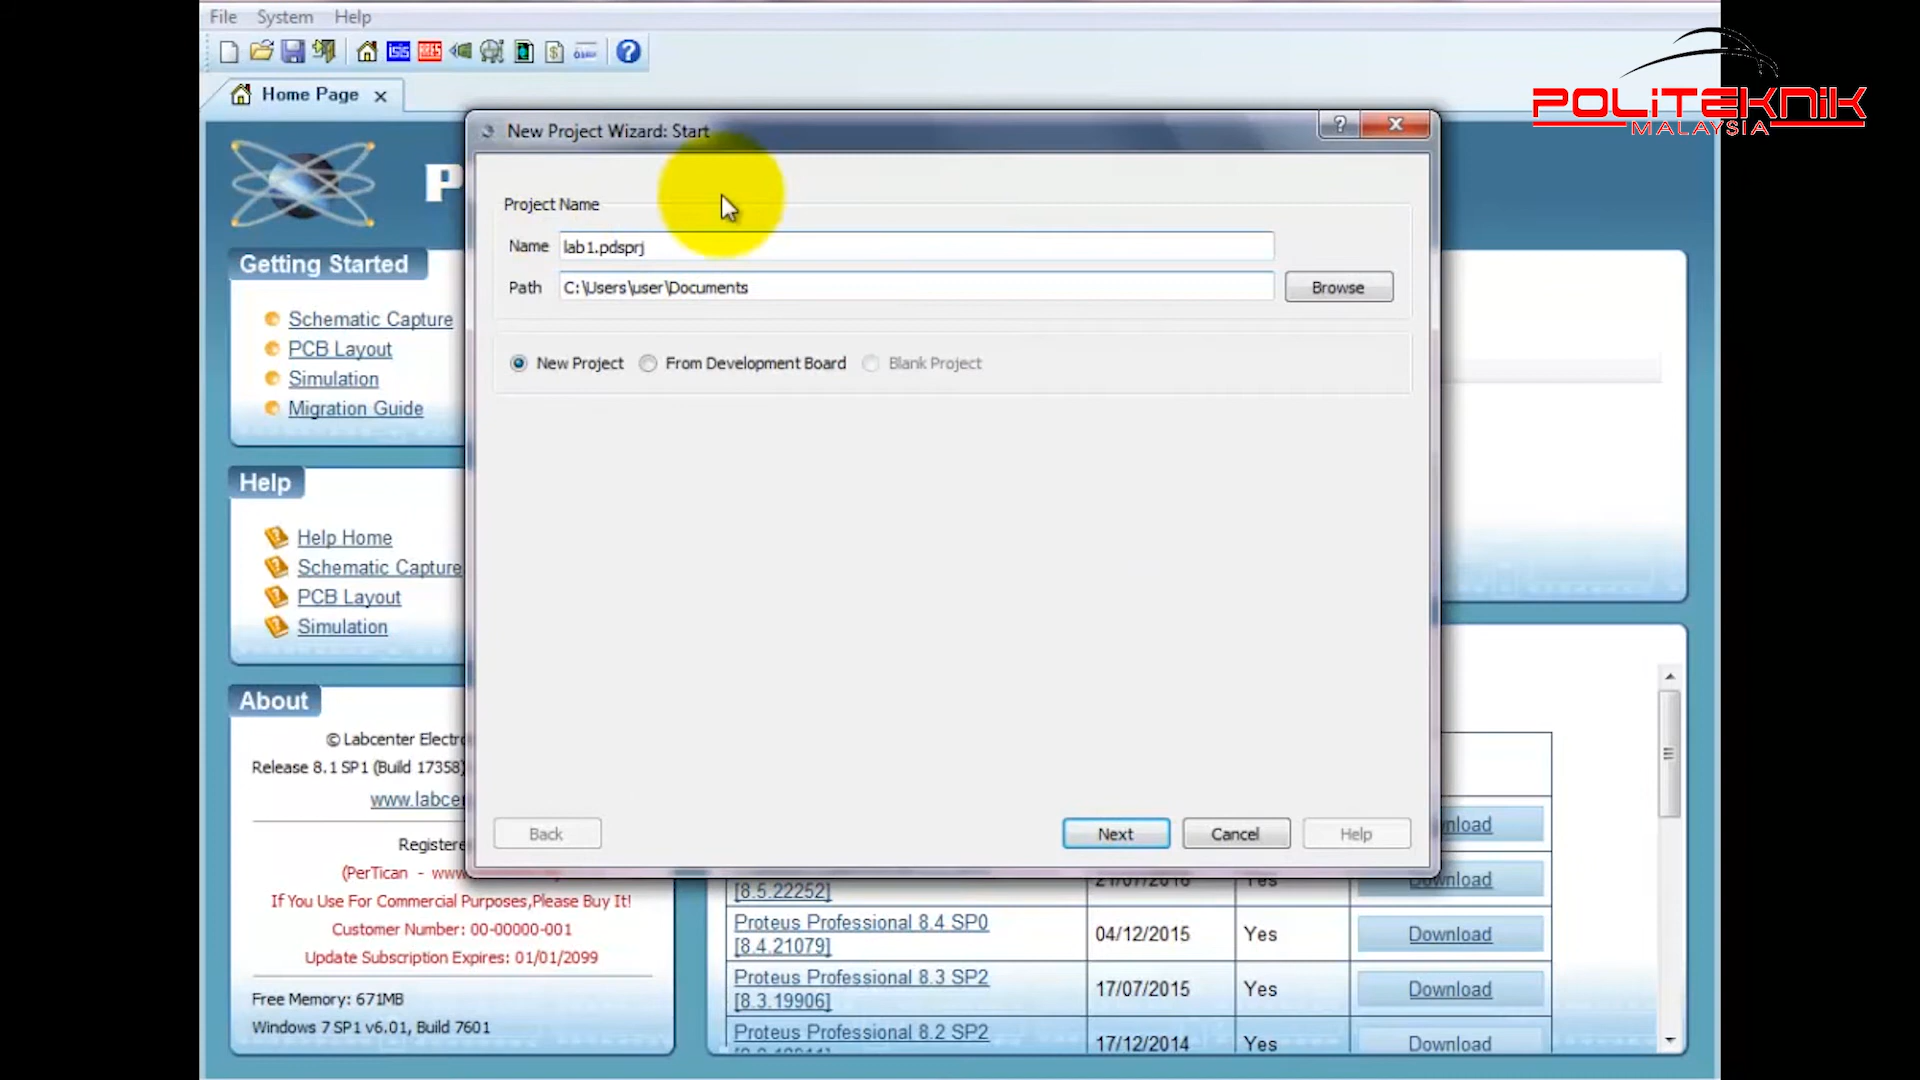 File System Help
POLITEKNIK
MALAYSIA
Home Page
New Project Wizard: Start
P
Project Name
Name lab1.pdsprj
Path C:\Users\user\Documents Browse
New Project From Development Board Blank Project
Getting Started
Schematic Capture
PCB Layout
Simulation
Migration Guide
Help
Help Home
Schematic Capture
PCB Layout
Simulation
About
© Labcenter Electro
Release 8.1 SP1 (Build 17358)
www.labce
Registere
(PerTican - www
If You Use For Commercial Purposes,Please Buy It!
Customer Number: 00-00000-001
Update Subscription Expires: 01/01/2099
Free Memory: 671MB
Windows 7 SP1 v6.01, Build 7601
Back Next Cancel Help
nload
[8.5.22252] 21/07/2016 Yes Download
Proteus Professional 8.4 SP0
[8.4.21079] 04/12/2015 Yes Download
Proteus Professional 8.3 SP2
[8.3.19906] 17/07/2015 Yes Download
Proteus Professional 8.2 SP2
17/12/2014 Yes Download